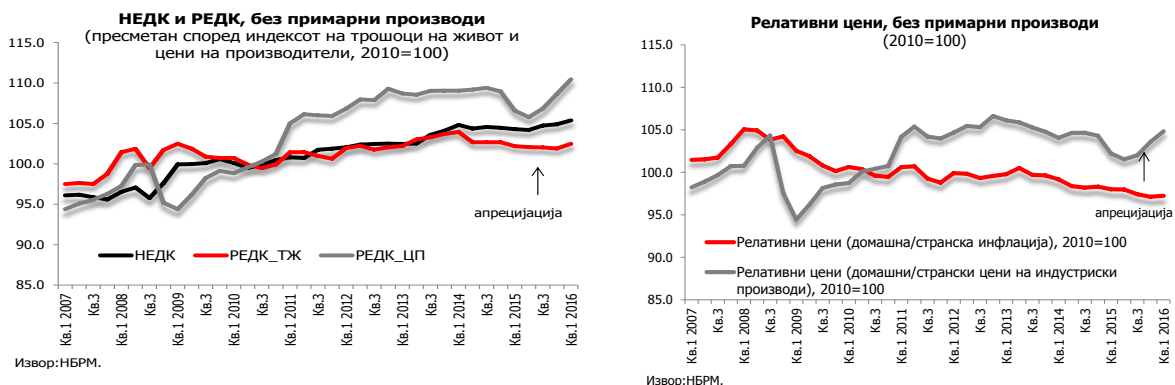 НЕДК и РЕДК, без примарни производи
(пресметан според индексот на трошоци на живот и
цени на производители, 2010=100)
115.0
110.0
105.0
100.0
95.0
90.0
85.0
апрецијација
НЕДК
РЕДК_ТЖ
РЕДК_ЦП
Кв.1 2007
Кв.3
Кв.1 2008
Кв.3
Кв.1 2009
Кв.3
Кв.1 2010
Кв.3
Кв.1 2011
Кв.3
Кв.1 2012
Кв.3
Кв.1 2013
Кв.3
Кв.1 2014
Кв.3
Кв.1 2015
Кв.3
Кв.1 2016
Извор:НБРМ.
Релативни цени, без примарни производи
(2010=100)
115.0
110.0
105.0
100.0
95.0
90.0
85.0
апрецијација
Релативни цени (домашна/странска инфлација), 2010=100
Релативни цени (домашни/странски цени на индустриски
производи), 2010=100
Кв.1 2007
Кв.3
Кв.1 2008
Кв.3
Кв.1 2009
Кв.3
Кв.1 2010
Кв.3
Кв.1 2011
Кв.3
Кв.1 2012
Кв.3
Кв.1 2013
Кв.3
Кв.1 2014
Кв.3
Кв.1 2015
Кв.3
Кв.1 2016
Извор:НБРМ.